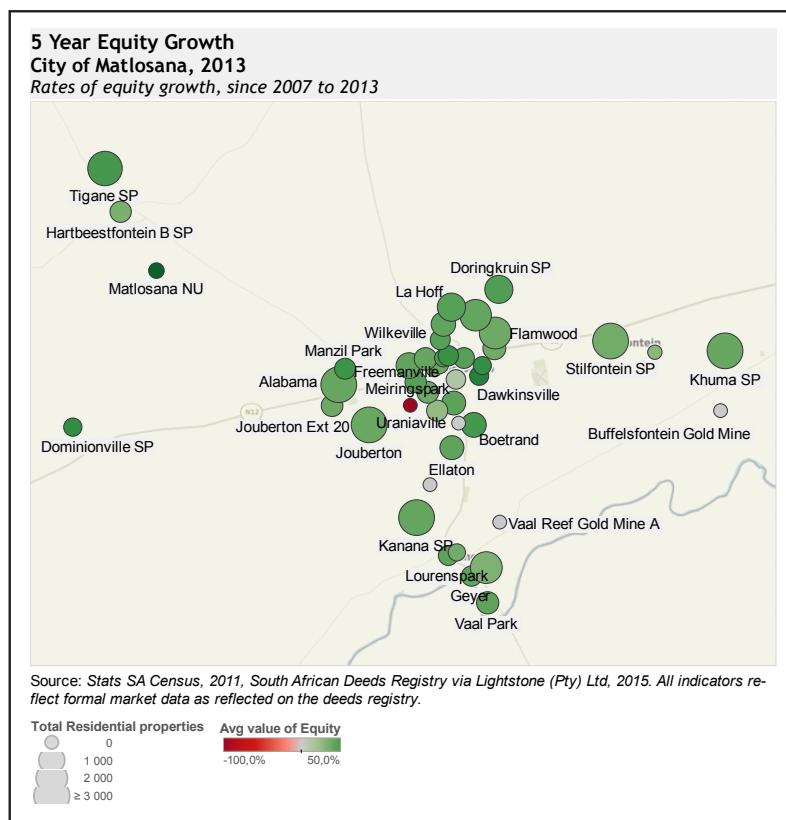 5 Year Equity Growth
City of Matlosana, 2013
Rates of equity growth, since 2007 to 2013
Tigane SP
Hartbeestfontein B SP
Matlosana NU
Doringkruin SP
La Hoff
Wilkeville
Flamwood
Manzil Park
Freemanville
Stilfontein SP
Alabama
Meiringspark
Dawkinsville
Khuma SP
N12
Jouberton Ext 20
Uraniaville
Boetrand
Buffelsfontein Gold Mine
Dominionville SP
Jouberton
Ellaton
Vaal Reef Gold Mine A
Kanana SP
Lourenspark
Geyer
Vaal Park
Source: Stats SA Census, 2011, South African Deeds Registry via Lightstone (Pty) Ltd, 2015. All indicators re-
flect formal market data as reflected on the deeds registry.
Total Residential properties
0
1 000
2 000
≥ 3 000
Avg value of Equity
-100,0% 50,0%